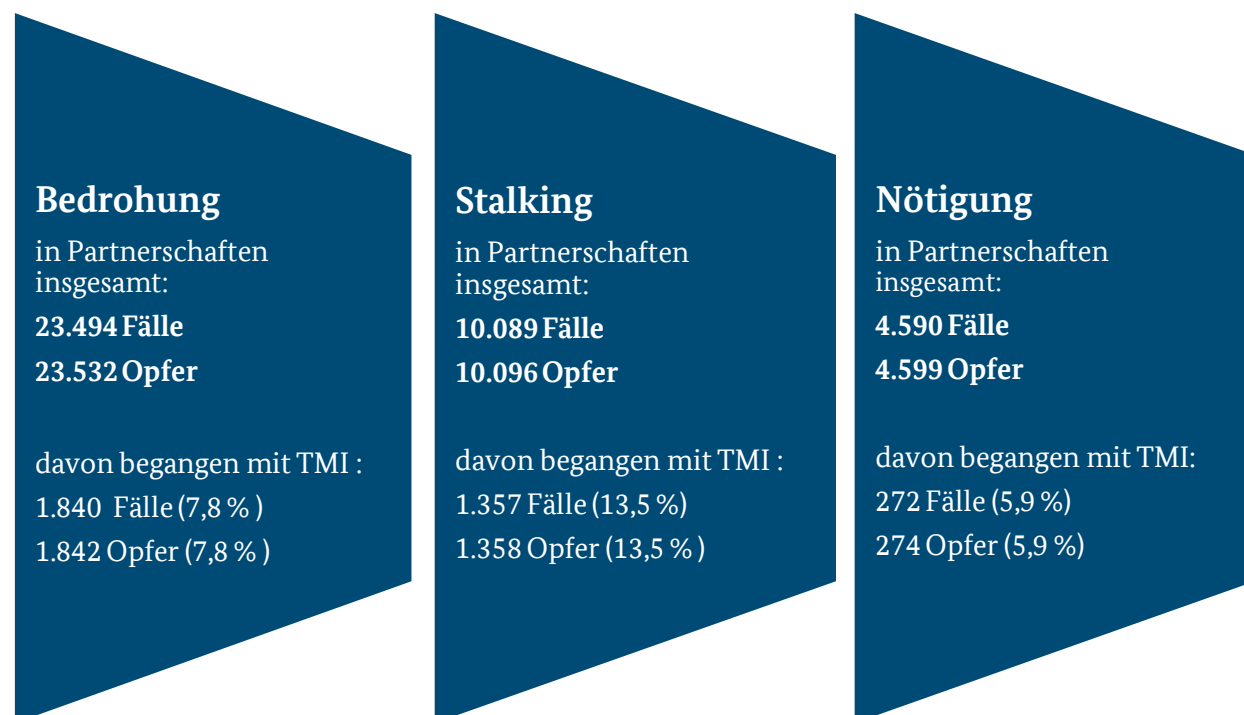 Bedrohung
in Partnerschaften
insgesamt:
23.494 Fälle
23.532 Opfer
davon begangen mit TMI :
1.840 Fälle (7,8 % )
1.842 Opfer (7,8 % )
Stalking
in Partnerschaften
insgesamt:
10.089 Fälle
10.096 Opfer
davon begangen mit TMI :
1.357 Fälle (13,5 %)
1.358 Opfer (13,5 % )
Nötigung
in Partnerschaften
insgesamt:
4.590 Fälle
4.599 Opfer
davon begangen mit TMI:
272 Fälle (5,9 %)
274 Opfer (5,9 %)